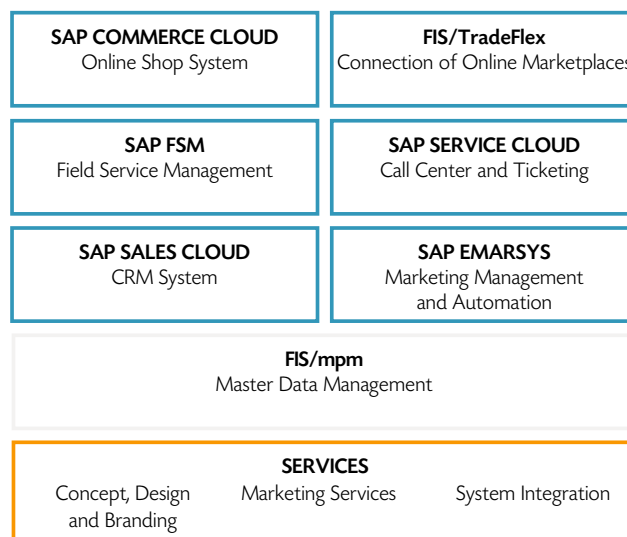 SAP COMMERCE CLOUD
Online Shop System
FIS/TradeFlex
Connection of Online Marketplaces
SAP FSM
Field Service Management
SAP SERVICE CLOUD
Call Center and Ticketing
SAP SALES CLOUD
CRM System
SAP EMARSYS
Marketing Management
and Automation
FIS/mpm
Master Data Management
SERVICES
Concept, Design
and Branding
Marketing Services
System Integration